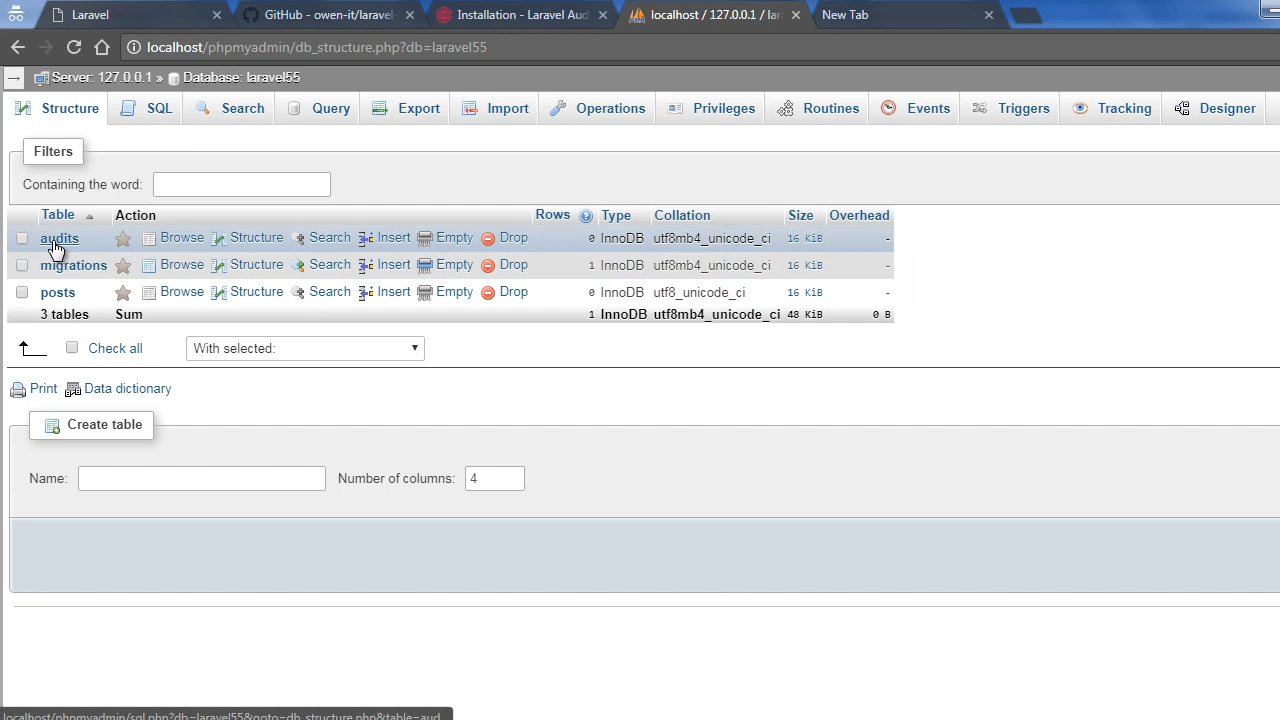 Laravel
GitHub - owen-it/laravel-
Installation - Laravel Aud
localhost / 127.0.0.1 / lar
New Tab
localhost/phpmyadmin/db_structure.php?db=laravel55
Server: 127.0.0.1 » Database: laravel55
Structure SQL Search Query Export Import Operations Privileges Routines Events Triggers Tracking Designer
Filters
Containing the word:
Table Action Rows Type Collation Size Overhead
audits Browse Structure Search Insert Empty Drop 0 InnoDB utf8mb4_unicode_ci 16 KiB -
migrations Browse Structure Search Insert Empty Drop 1 InnoDB utf8mb4_unicode_ci 16 KiB -
posts Browse Structure Search Insert Empty Drop 0 InnoDB utf8_unicode_ci 16 KiB -
3 tables Sum 1 InnoDB utf8mb4_unicode_ci 48 KiB 0 B
Check all With selected:
Print Data dictionary
Create table
Name: Number of columns: 4
localhost/phpmyadmin/sql.php?db=laravel55&goto=db_structure.php&table=aud...